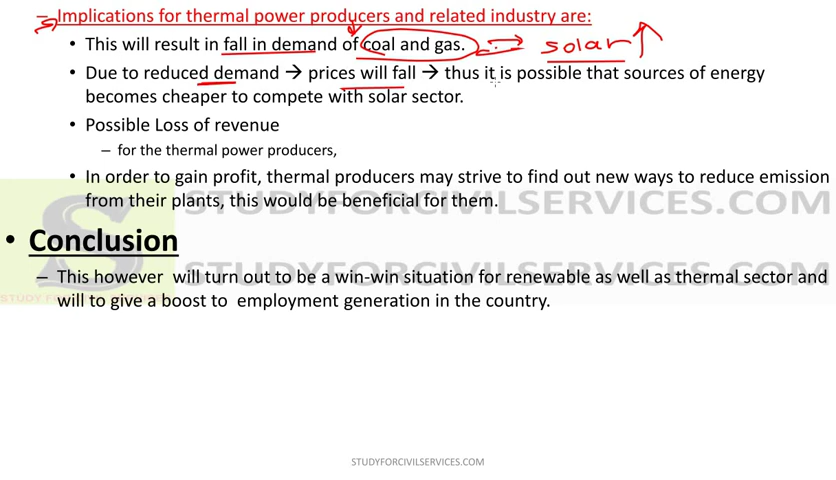 – Implications for thermal power producers and related industry are:
• This will result in fall in demand of coal and gas. solar
• Due to reduced demand → prices will fall → thus it is possible that sources of energy
becomes cheaper to compete with solar sector.
• Possible Loss of revenue
– for the thermal power producers,
• In order to gain profit, thermal producers may strive to find out new ways to reduce emission
from their plants, this would be beneficial for them.
STUDYFORCIVILSERVICES.COM
• Conclusion
– This however will turn out to be a win-win situation for renewable as well as thermal sector and
STUDYFORCIVILSERVICES.COM
will to give a boost to employment generation in the country.
STUDYFORCIVILSERVICES.COM